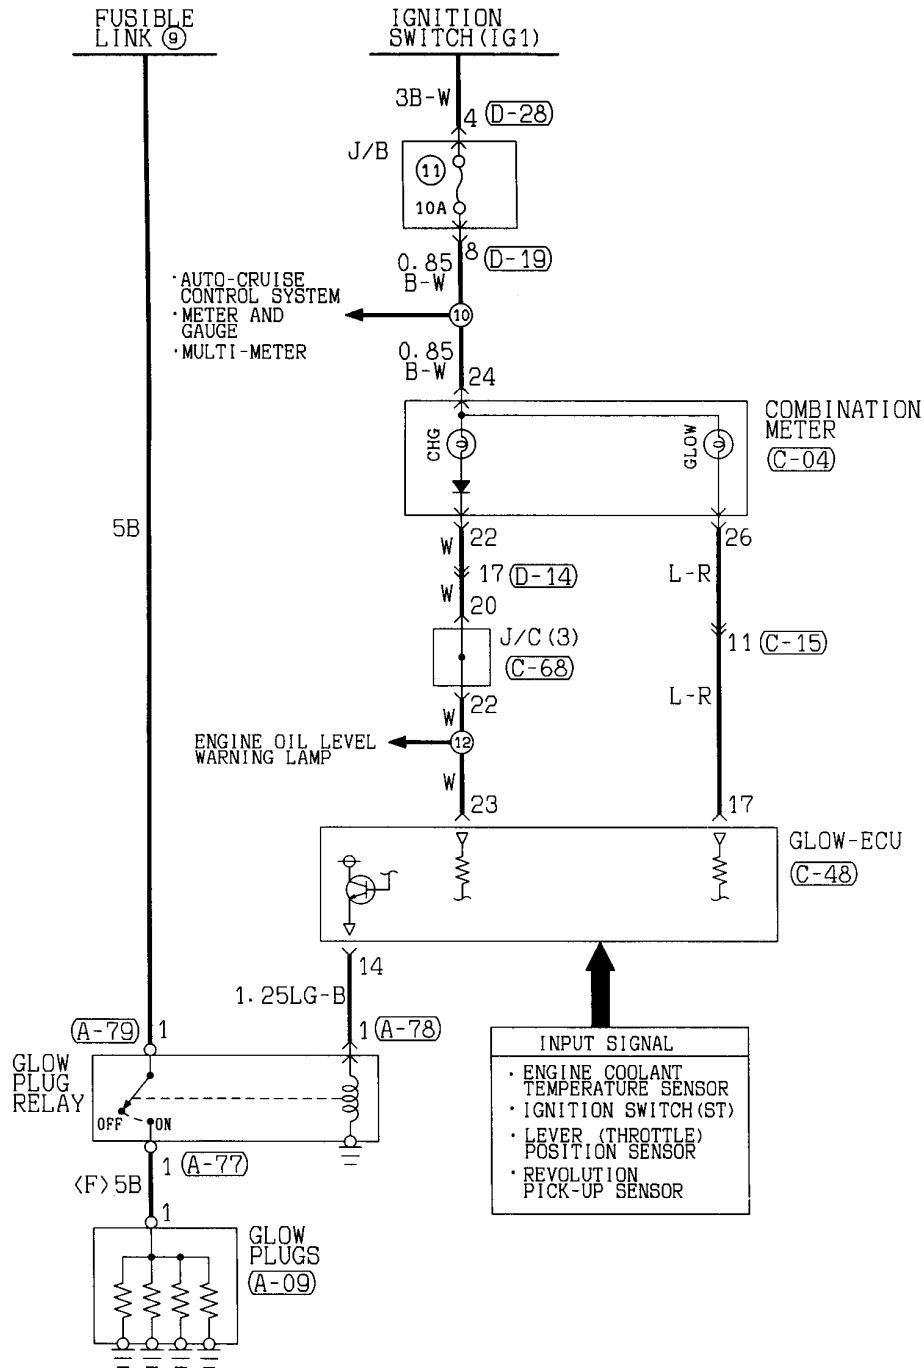 FUSIBLE
LINK 9
IGNITION
SWITCH(IG1)
3B-W
4 D-28
J/B
11
10A
8 D-19
0.85
B-W
·AUTO-CRUISE
CONTROL SYSTEM
·METER AND
GAUGE
·MULTI-METER
10
0.85
B-W
24
COMBINATION
METER
C-04
CHG
GLOW
5B
22
26
W
L-R
17 D-14
W
20
11 C-15
J/C(3)
C-68
22
L-R
W
12
ENGINE OIL LEVEL
WARNING LAMP
W
23
17
GLOW-ECU
C-48
14
1.25LG-B
A-79 1
1 A-78
GLOW
PLUG
RELAY
OFF ON
1 A-77
<F>5B
1
GLOW
PLUGS
A-09
INPUT SIGNAL
· ENGINE COOLANT
TEMPERATURE SENSOR
· IGNITION SWITCH(ST)
· LEVER (THROTTLE)
POSITION SENSOR
· REVOLUTION
PICK-UP SENSOR